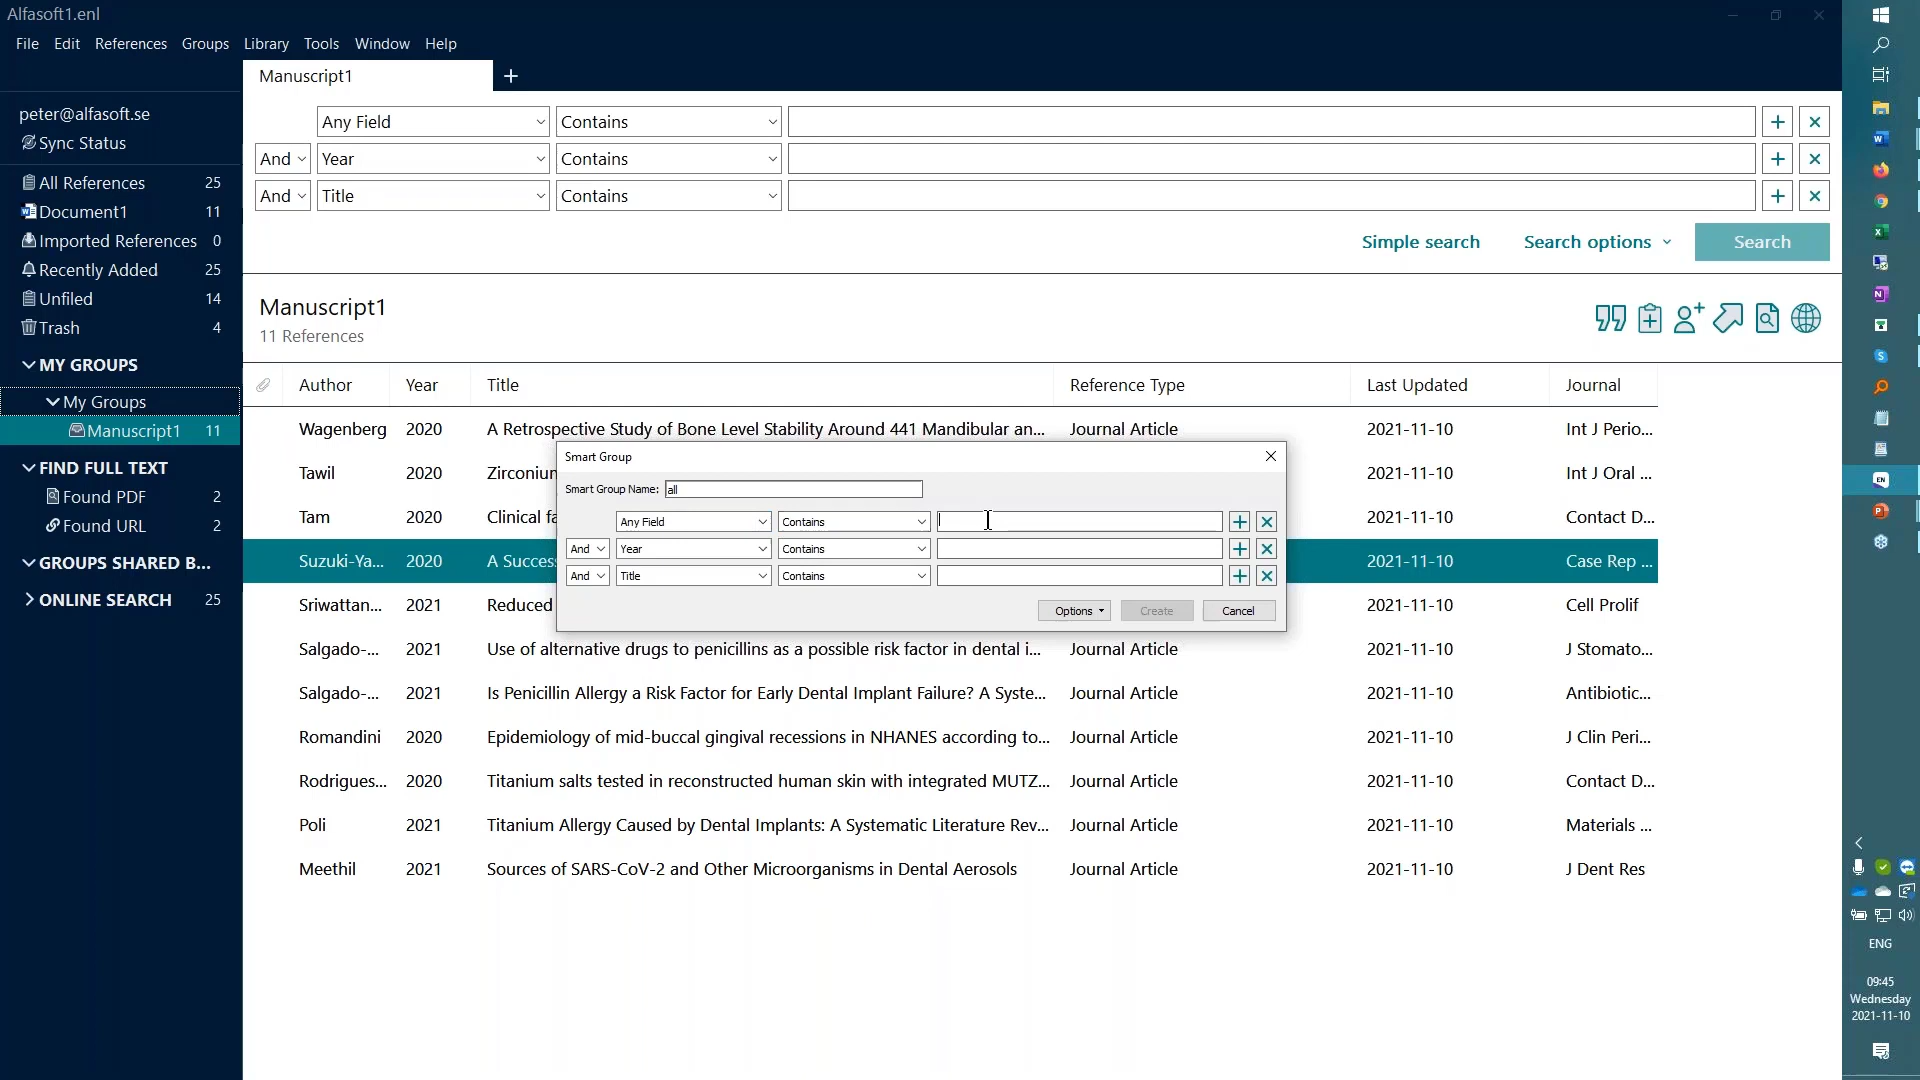 Alfasoft1.enl
File Edit References Groups Library Tools Window Help
Manuscript1
peter@alfasoft.se
Sync Status
All References 25
Document1 11
Imported References 0
Recently Added 25
Unfiled 14
Trash 4
MY GROUPS
My Groups
Manuscript1 11
FIND FULL TEXT
Found PDF 2
Found URL 2
GROUPS SHARED B...
ONLINE SEARCH 25
Any Field Contains
And Year Contains
And Title Contains
Simple search Search options Search
Manuscript1
11 References
Author Year Title Reference Type Last Updated Journal
Wagenberg 2020 A Retrospective Study of Bone Level Stability Around 441 Mandibular an... Journal Article 2021-11-10 Int J Perio...
Tawil 2020 Zirconiun 2021-11-10 Int J Oral ...
Tam 2020 Clinical fa 2021-11-10 Contact D...
Suzuki-Ya... 2020 A Succes 2021-11-10 Case Rep ...
Sriwattan... 2021 Reduced 2021-11-10 Cell Prolif
Salgado-... 2021 Use of alternative drugs to penicillins as a possible risk factor in dental i... Journal Article 2021-11-10 J Stomato...
Salgado-... 2021 Is Penicillin Allergy a Risk Factor for Early Dental Implant Failure? A Syste... Journal Article 2021-11-10 Antibiotic...
Romandini 2020 Epidemiology of mid-buccal gingival recessions in NHANES according to... Journal Article 2021-11-10 J Clin Peri...
Rodrigues... 2020 Titanium salts tested in reconstructed human skin with integrated MUTZ... Journal Article 2021-11-10 Contact D...
Poli 2021 Titanium Allergy Caused by Dental Implants: A Systematic Literature Rev... Journal Article 2021-11-10 Materials ...
Meethil 2021 Sources of SARS-CoV-2 and Other Microorganisms in Dental Aerosols Journal Article 2021-11-10 J Dent Res
Smart Group
Smart Group Name: all
Any Field Contains
And Year Contains
And Title Contains
Options Create Cancel
EN
ENG
09:45
Wednesday
2021-11-10